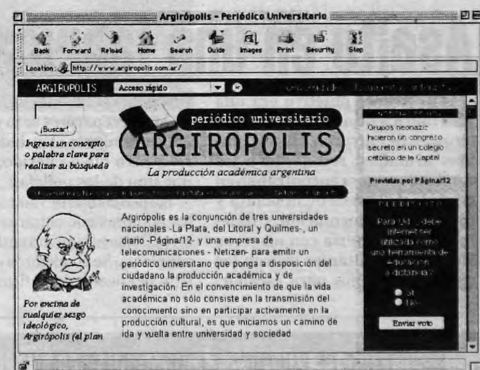 Argirópolis – Periódico Universitario
Back Forward Reload Home Search Guide Images Print Security Stop
Location: http://www.argiropolis.com.ar/
ARGIROPOLIS Acceso rápido
¡Buscar!
Ingrese un concepto
o palabra clave para
realizar su búsqueda
periódico universitario
ARGIROPOLIS
La producción académica argentina
Grupos neonazis
hicieron un congreso
secreto en un colegio
católico de la Capital
Provistas por Página/12
Argirópolis es la conjunción de tres universidades
nacionales -La Plata, del Litoral y Quilmes-, un
diario -Página/12- y una empresa de
telecomunicaciones - Netizen- para emitir un
periódico universitario que ponga a disposición del
ciudadano la producción académica y de
investigación. En el convencimiento de que la vida
académica no sólo consiste en la transmisión del
conocimiento sino en participar activamente en la
producción cultural, es que iniciamos un camino de
ida y vuelta entre universidad y sociedad.
Por encima de
cualquier sesgo
ideológico,
Argirópolis (el plan
Para Ud. debe
internet ser
utilizada como
una herramienta de
educación
a distancia?
Si
No
Enviar voto